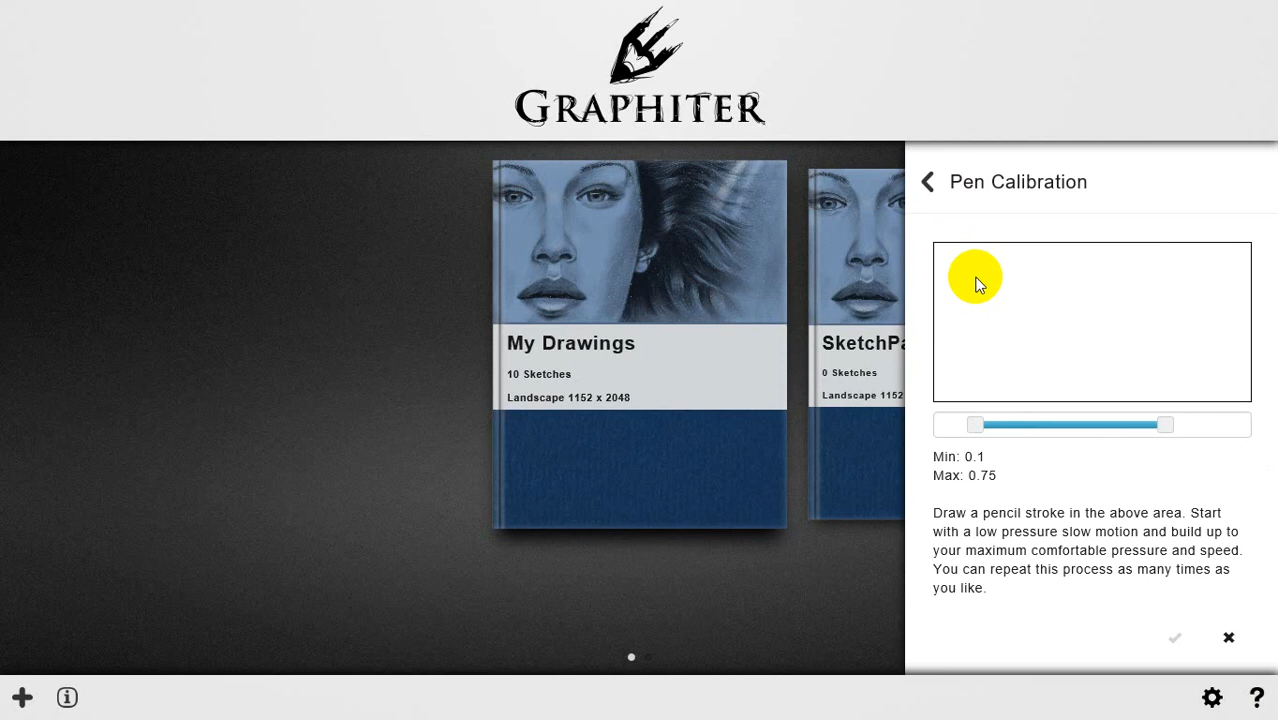 GRAPHITER
Pen Calibration
My Drawings
10 Sketches
Landscape 1152 x 2048
SketchPa
0 Sketches
Landscape 1152
Min: 0.1
Max: 0.75
Draw a pencil stroke in the above area. Start
with a low pressure slow motion and build up to
your maximum comfortable pressure and speed.
You can repeat this process as many times as
you like.